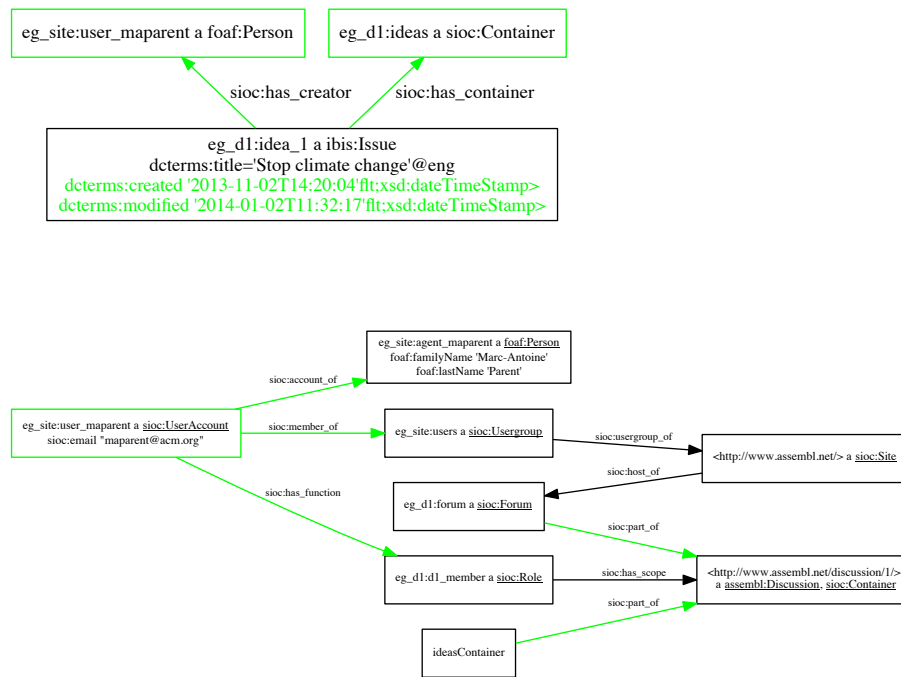 eg_site:user_maparent a foaf:Person
eg_d1:ideas a sioc:Container
sioc:has_creator
sioc:has_container
eg_d1:idea_1 a ibis:Issue
dcterms:title='Stop climate change'@eng
dcterms:created '2013-11-02T14:20:04'flt;xsd:dateTimeStamp>
dcterms:modified '2014-01-02T11:32:17'flt;xsd:dateTimeStamp>
eg_site:agent_maparent a foaf:Person
foaf:familyName 'Marc-Antoine'
foaf:lastName 'Parent'
sioc:account_of
eg_site:user_maparent a sioc:UserAccount
sioc:email "maparent@acm.org"
sioc:member_of
eg_site:users a sioc:Usergroup
sioc:usergroup_of
<http://www.assembl.net/> a sioc:Site
sioc:host_of
sioc:has_function
eg_d1:forum a sioc:Forum
sioc:part_of
eg_d1:d1_member a sioc:Role
sioc:has_scope
<http://www.assembl.net/discussion/1/>
a assembl:Discussion, sioc:Container
sioc:part_of
ideasContainer